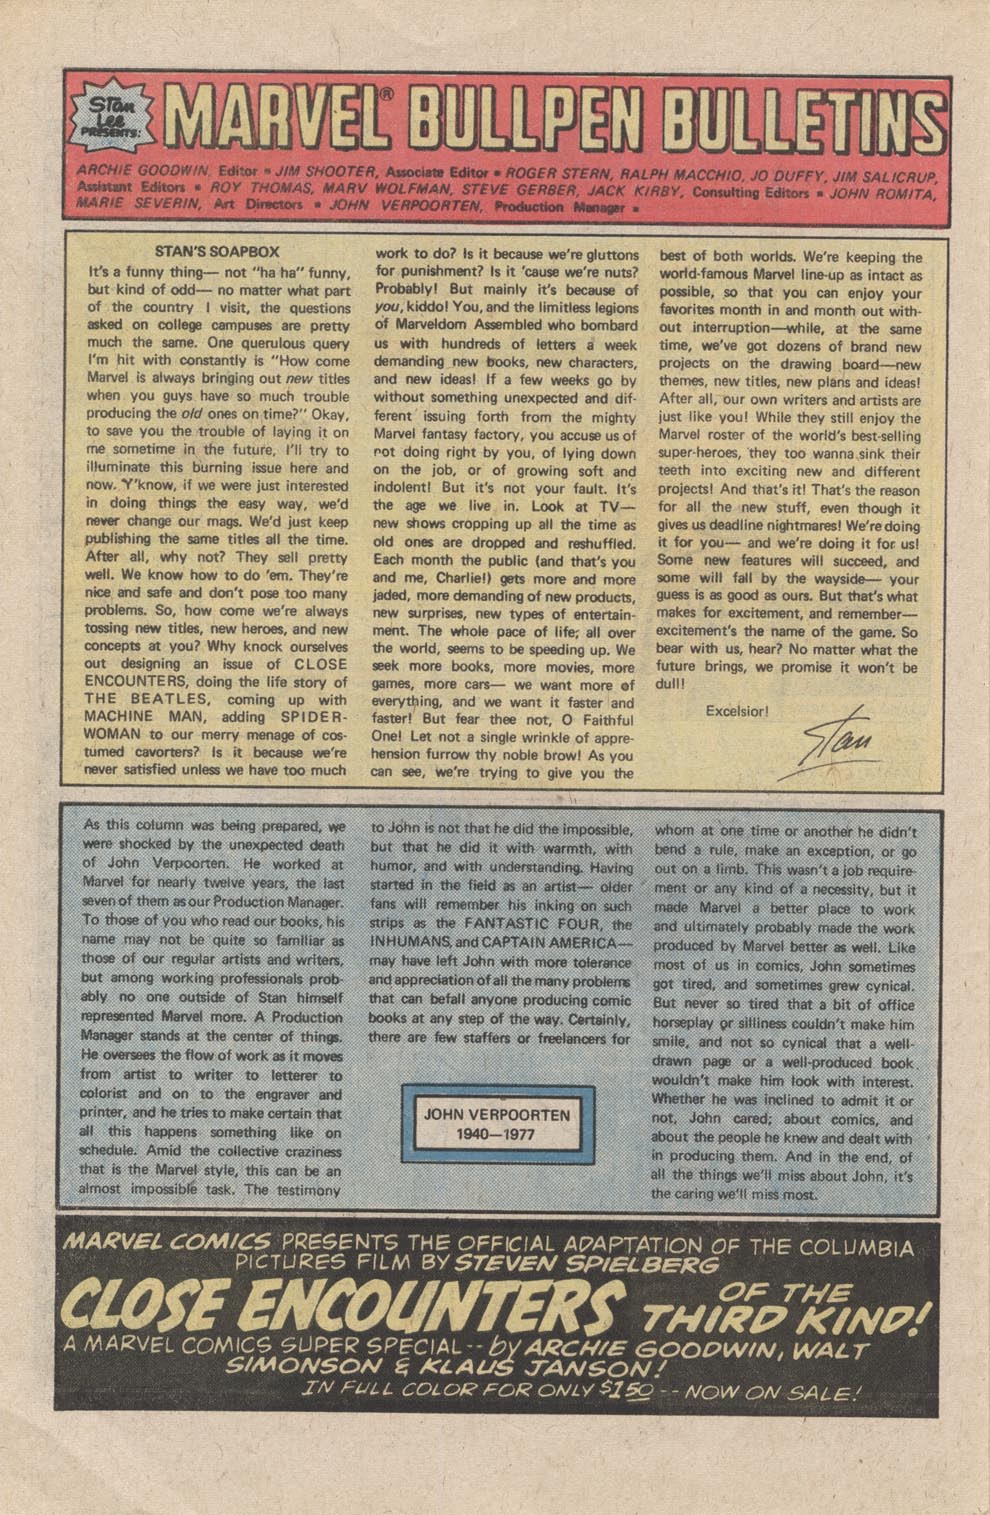 Stan Lee PRESENTS:
MARVEL® BULLPEN BULLETINS
ARCHIE GOODWIN, Editor ▪ JIM SHOOTER, Associate Editor ▪ ROGER STERN, RALPH MACCHIO, JO DUFFY, JIM SALICRUP,
Assistant Editors ▪ ROY THOMAS, MARV WOLFMAN, STEVE GERBER, JACK KIRBY, Consulting Editors ▪ JOHN ROMITA,
MARIE SEVERIN, Art Directors ▪ JOHN VERPOORTEN, Production Manager ▪
STAN'S SOAPBOX
It's a funny thing— not "ha ha" funny,
but kind of odd— no matter what part
of the country I visit, the questions
asked on college campuses are pretty
much the same. One querulous query
I'm hit with constantly is "How come
Marvel is always bringing out new titles
when you guys have so much trouble
producing the old ones on time?" Okay,
to save you the trouble of laying it on
me sometime in the future, I'll try to
illuminate this burning issue here and
now. Y'know, if we were just interested
in doing things the easy way, we'd
never change our mags. We'd just keep
publishing the same titles all the time.
After all, why not? They sell pretty
well. We know how to do 'em. They're
nice and safe and don't pose too many
problems. So, how come we're always
tossing new titles, new heroes, and new
concepts at you? Why knock ourselves
out designing an issue of CLOSE
ENCOUNTERS, doing the life story of
THE BEATLES, coming up with
MACHINE MAN, adding SPIDER-
WOMAN to our merry menage of cos-
tumed cavorters? Is it because we're
never satisfied unless we have too much
work to do? Is it because we're gluttons
for punishment? Is it 'cause we're nuts?
Probably! But mainly it's because of
you, kiddo! You, and the limitless legions
of Marveldom Assembled who bombard
us with hundreds of letters a week
demanding new books, new characters,
and new ideas! If a few weeks go by
without something unexpected and dif-
ferent issuing forth from the mighty
Marvel fantasy factory, you accuse us of
not doing right by you, of lying down
on the job, or of growing soft and
indolent! But it's not your fault. It's
the age we live in. Look at TV—
new shows cropping up all the time as
old ones are dropped and reshuffled.
Each month the public (and that's you
and me, Charlie!) gets more and more
jaded, more demanding of new products,
new surprises, new types of entertain-
ment. The whole pace of life, all over
the world, seems to be speeding up. We
seek more books, more movies, more
games, more cars— we want more of
everything, and we want it faster and
faster! But fear thee not, O Faithful
One! Let not a single wrinkle of appre-
hension furrow thy noble brow! As you
can see, we're trying to give you the
best of both worlds. We're keeping the
world-famous Marvel line-up as intact as
possible, so that you can enjoy your
favorites month in and month out with-
out interruption—while, at the same
time, we've got dozens of brand new
projects on the drawing board—new
themes, new titles, new plans and ideas!
After all, our own writers and artists are
just like you! While they still enjoy the
Marvel roster of the world's best-selling
super-heroes, they too wanna sink their
teeth into exciting new and different
projects! And that's it! That's the reason
for all the new stuff, even though it
gives us deadline nightmares! We're doing
it for you— and we're doing it for us!
Some new features will succeed, and
some will fall by the wayside— your
guess is as good as ours. But that's what
makes for excitement, and remember—
excitement's the name of the game. So
bear with us, hear? No matter what the
future brings, we promise it won't be
dull!
Excelsior!
Stan
As this column was being prepared, we
were shocked by the unexpected death
of John Verpoorten. He worked at
Marvel for nearly twelve years, the last
seven of them as our Production Manager.
To those of you who read our books, his
name may not be quite so familiar as
those of our regular artists and writers,
but among working professionals prob-
ably no one outside of Stan himself
represented Marvel more. A Production
Manager stands at the center of things.
He oversees the flow of work as it moves
from artist to writer to letterer to
colorist and on to the engraver and
printer, and he tries to make certain that
all this happens something like on
schedule. Amid the collective craziness
that is the Marvel style, this can be an
almost impossible task. The testimony
to John is not that he did the impossible,
but that he did it with warmth, with
humor, and with understanding. Having
started in the field as an artist— older
fans will remember his inking on such
strips as the FANTASTIC FOUR, the
INHUMANS, and CAPTAIN AMERICA—
may have left John with more tolerance
and appreciation of all the many problems
that can befall anyone producing comic
books at any step of the way. Certainly,
there are few staffers or freelancers for
JOHN VERPOORTEN
1940—1977
whom at one time or another he didn't
bend a rule, make an exception, or go
out on a limb. This wasn't a job require-
ment or any kind of a necessity, but it
made Marvel a better place to work
and ultimately probably made the work
produced by Marvel better as well. Like
most of us in comics, John sometimes
got tired, and sometimes grew cynical.
But never so tired that a bit of office
horseplay or silliness couldn't make him
smile, and not so cynical that a well-
drawn page or a well-produced book
wouldn't make him look with interest.
Whether he was inclined to admit it or
not, John cared; about comics, and
about the people he knew and dealt with
in producing them. And in the end, of
all the things we'll miss about John, it's
the caring we'll miss most.
MARVEL COMICS PRESENTS THE OFFICIAL ADAPTATION OF THE COLUMBIA
PICTURES FILM BY STEVEN SPIELBERG
CLOSE ENCOUNTERS OF THE THIRD KIND!
A MARVEL COMICS SUPER SPECIAL -- by ARCHIE GOODWIN, WALT
SIMONSON & KLAUS JANSON!
IN FULL COLOR FOR ONLY $1.50 -- NOW ON SALE!